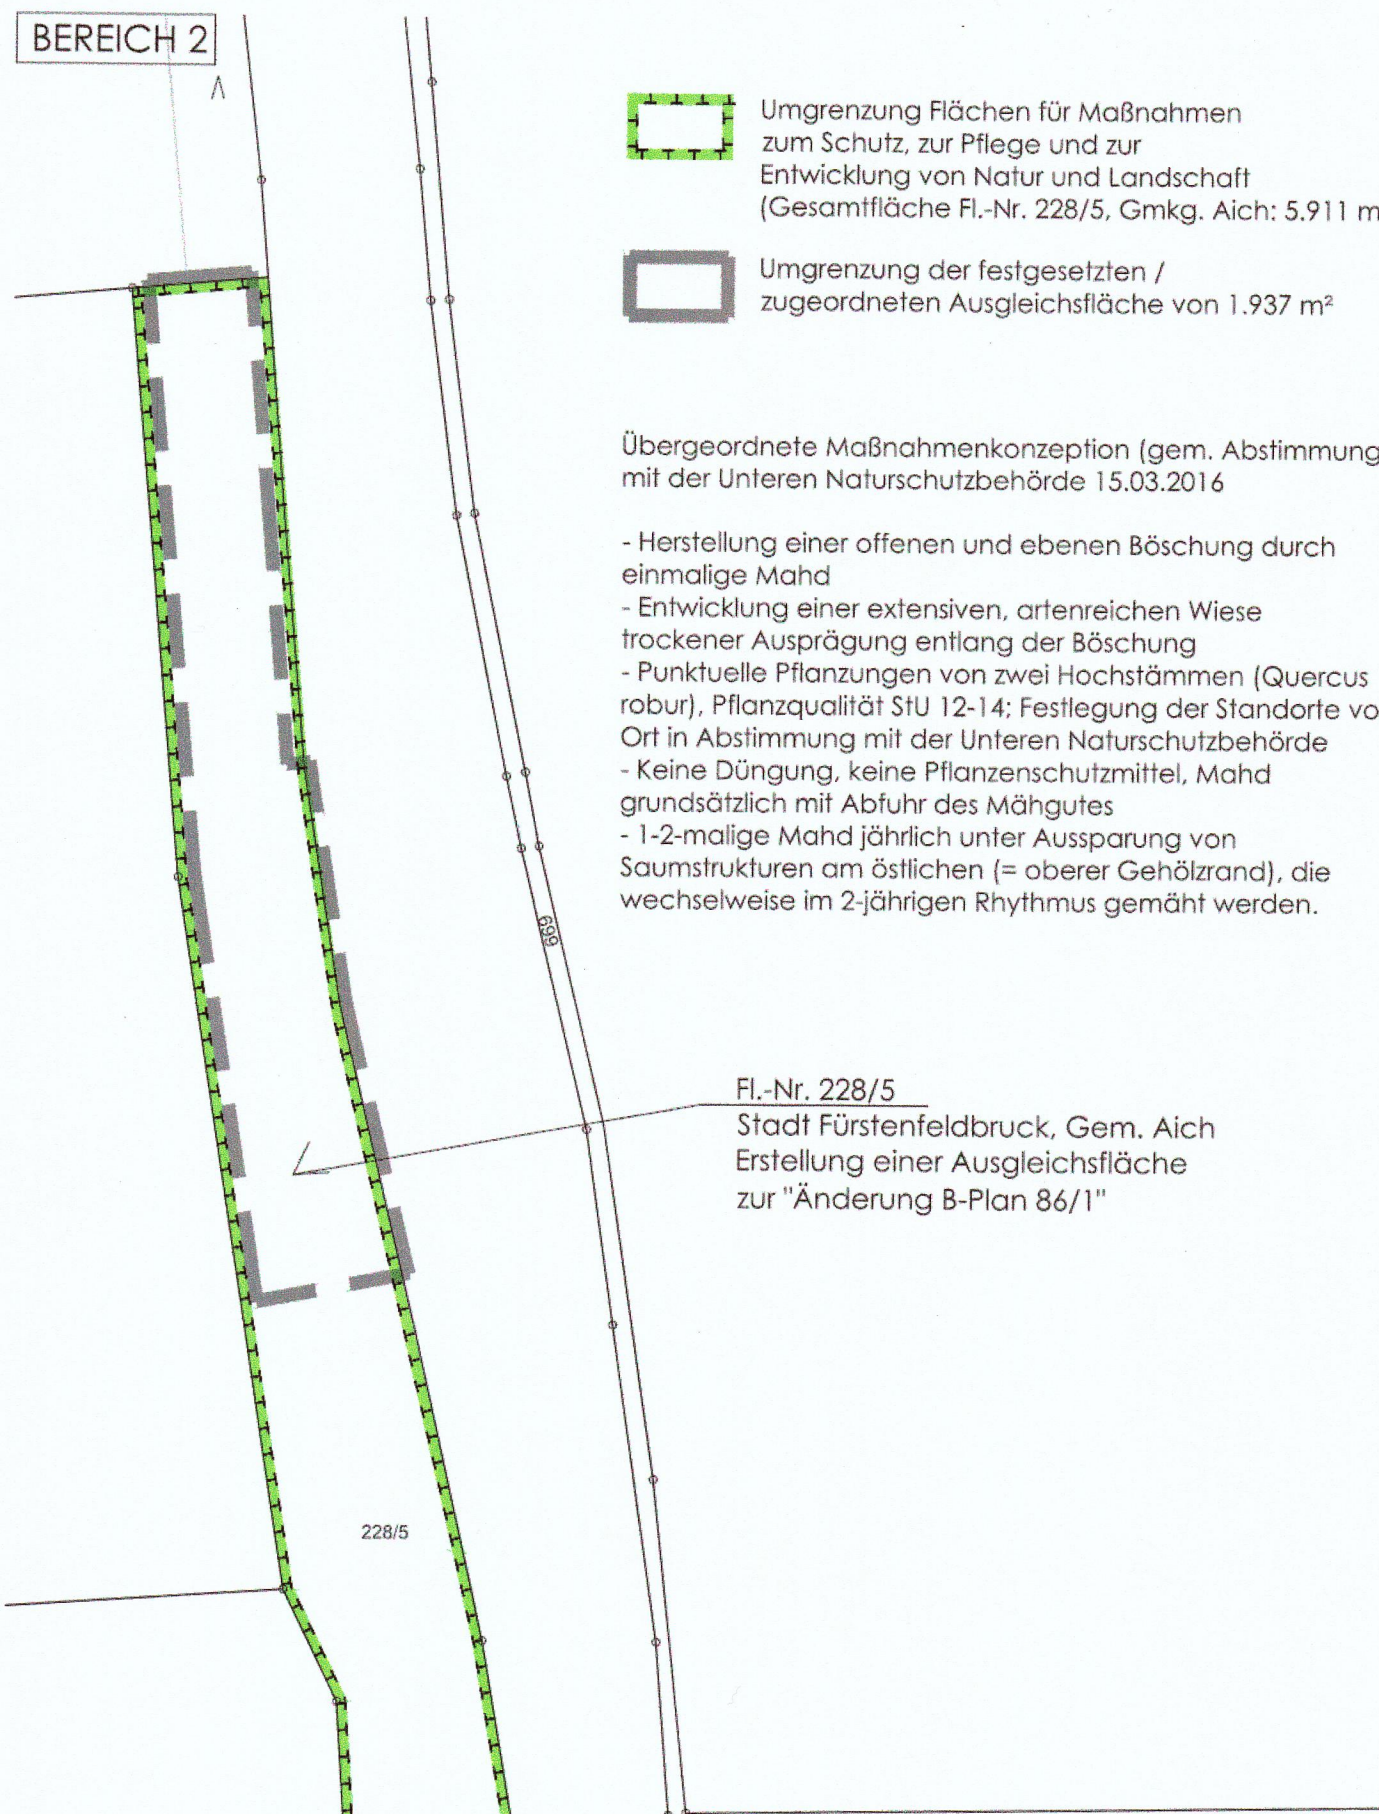 BEREICH 2
Umgrenzung Flächen für Maßnahmen
zum Schutz, zur Pflege und zur
Entwicklung von Natur und Landschaft
(Gesamtfläche Fl.-Nr. 228/5, Gmkg. Aich: 5.911 m
Umgrenzung der festgesetzten /
zugeordneten Ausgleichsfläche von 1.937 m²
Übergeordnete Maßnahmenkonzeption (gem. Abstimmung
mit der Unteren Naturschutzbehörde 15.03.2016
- Herstellung einer offenen und ebenen Böschung durch
einmalige Mahd
- Entwicklung einer extensiven, artenreichen Wiese
trockener Ausprägung entlang der Böschung
- Punktuelle Pflanzungen von zwei Hochstämmen (Quercus
robur), Pflanzqualität StU 12-14; Festlegung der Standorte vo
Ort in Abstimmung mit der Unteren Naturschutzbehörde
- Keine Düngung, keine Pflanzenschutzmittel, Mahd
grundsätzlich mit Abfuhr des Mähgutes
- 1-2-malige Mahd jährlich unter Aussparung von
Saumstrukturen am östlichen (= oberer Gehölzrand), die
wechselweise im 2-jährigen Rhythmus gemäht werden.
699
Fl.-Nr. 228/5
Stadt Fürstenfeldbruck, Gem. Aich
Erstellung einer Ausgleichsfläche
zur "Änderung B-Plan 86/1"
228/5